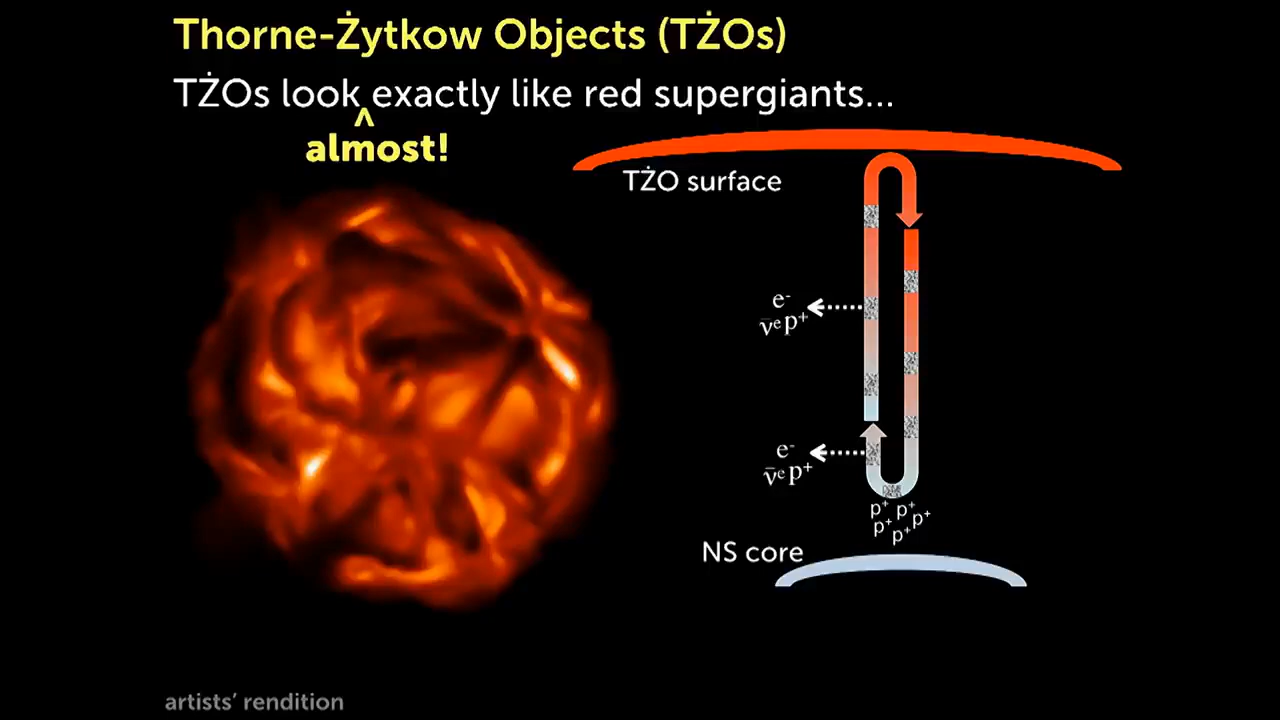 Thorne-Żytkow Objects (TŻOs)
TŻOs look exactly like red supergiants...
^
almost!
TŻO surface
e-
ν̅e p+
e-
ν̅e p+
p+ p+
p+ p+
p+
NS core
artists’ rendition